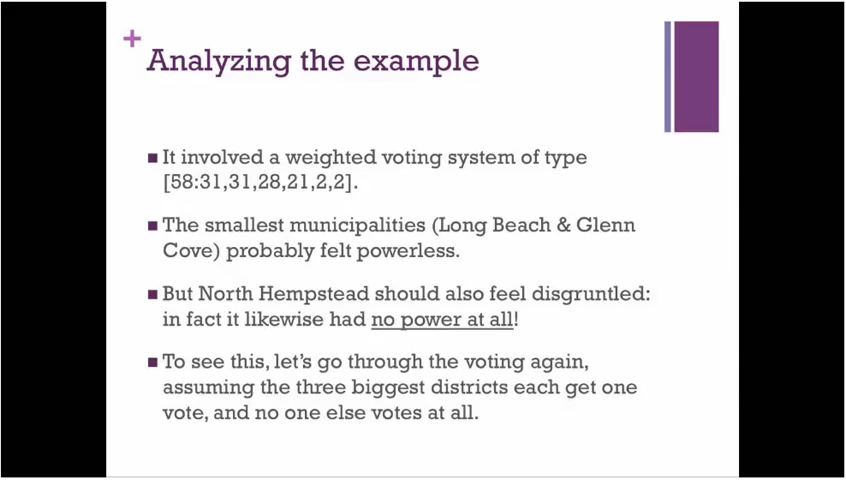 Analyzing the example
It involved a weighted voting system of type
[58:31,31,28,21,2,2].
The smallest municipalities (Long Beach & Glenn
Cove) probably felt powerless.
But North Hempstead should also feel disgruntled:
in fact it likewise had no power at all!
To see this, let's go through the voting again,
assuming the three biggest districts each get one
vote, and no one else votes at all.